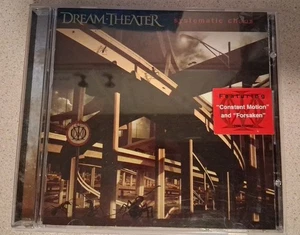 DREAM THEATER
systematic chaos
FEATURING
"Constant Motion"
and "Forsaken"